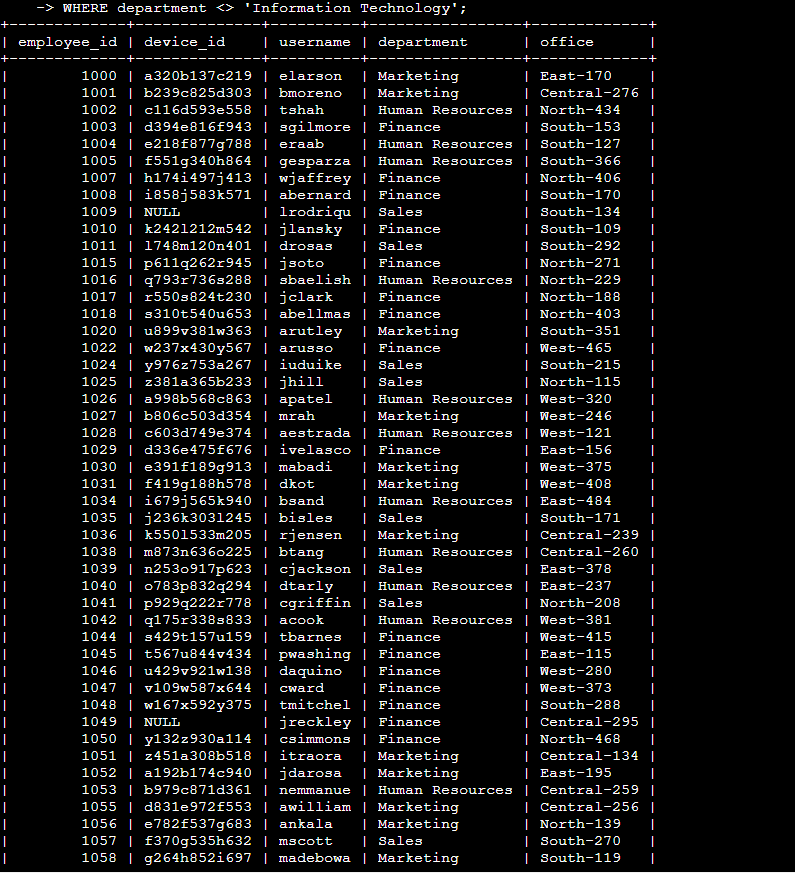 -> WHERE department <> 'Information Technology';
+-------------+--------------+----------+-----------------+-------------+
| employee_id | device_id    | username | department      | office      |
+-------------+--------------+----------+-----------------+-------------+
|        1000 | a320b137c219 | elarson  | Marketing       | East-170    |
|        1001 | b239c825d303 | bmoreno  | Marketing       | Central-276 |
|        1002 | c116d593e558 | tshah    | Human Resources | North-434   |
|        1003 | d394e816f943 | sgilmore | Finance         | South-153   |
|        1004 | e218f877g788 | eraab    | Human Resources | South-127   |
|        1005 | f551g340h864 | gesparza | Human Resources | South-366   |
|        1007 | h174i497j413 | wjaffrey | Finance         | North-406   |
|        1008 | i858j583k571 | abernard | Finance         | South-170   |
|        1009 | NULL         | lrodriqu | Sales           | South-134   |
|        1010 | k242l212m542 | jlansky  | Finance         | South-109   |
|        1011 | l748m120n401 | drosas   | Sales           | South-292   |
|        1015 | p611q262r945 | jsoto    | Finance         | North-271   |
|        1016 | q793r736s288 | sbaelish | Human Resources | North-229   |
|        1017 | r550s824t230 | jclark   | Finance         | North-188   |
|        1018 | s310t540u653 | abellmas | Finance         | North-403   |
|        1020 | u899v381w363 | arutley  | Marketing       | South-351   |
|        1022 | w237x430y567 | arusso   | Finance         | West-465    |
|        1024 | y976z753a267 | iuduike  | Sales           | South-215   |
|        1025 | z381a365b233 | jhill    | Sales           | North-115   |
|        1026 | a998b568c863 | apatel   | Human Resources | West-320    |
|        1027 | b806c503d354 | mrah     | Marketing       | West-246    |
|        1028 | c603d749e374 | aestrada | Human Resources | West-121    |
|        1029 | d336e475f676 | ivelasco | Finance         | East-156    |
|        1030 | e391f189g913 | mabadi   | Marketing       | West-375    |
|        1031 | f419g188h578 | dkot     | Marketing       | West-408    |
|        1034 | i679j565k940 | bsand    | Human Resources | East-484    |
|        1035 | j236k303l245 | bisles   | Sales           | South-171   |
|        1036 | k550l533m205 | rjensen  | Marketing       | Central-239 |
|        1038 | m873n636o225 | btang    | Human Resources | Central-260 |
|        1039 | n253o917p623 | cjackson | Sales           | East-378    |
|        1040 | o783p832q294 | dtarly   | Human Resources | East-237    |
|        1041 | p929q222r778 | cgriffin | Sales           | North-208   |
|        1042 | q175r338s833 | acook    | Human Resources | West-381    |
|        1044 | s429t157u159 | tbarnes  | Finance         | West-415    |
|        1045 | t567u844v434 | pwashing | Finance         | East-115    |
|        1046 | u429v921w138 | daquino  | Finance         | West-280    |
|        1047 | v109w587x644 | cward    | Finance         | West-373    |
|        1048 | w167x592y375 | tmitchel | Finance         | South-288   |
|        1049 | NULL         | jreckley | Finance         | Central-295 |
|        1050 | y132z930a114 | csimmons | Finance         | North-468   |
|        1051 | z451a308b518 | itraora  | Marketing       | Central-134 |
|        1052 | a192b174c940 | jdarosa  | Marketing       | East-195    |
|        1053 | b979c871d361 | nemmanue | Human Resources | Central-259 |
|        1055 | d831e972f553 | awilliam | Marketing       | Central-256 |
|        1056 | e782f537g683 | ankala   | Marketing       | North-139   |
|        1057 | f370g535h632 | mscott   | Sales           | South-270   |
|        1058 | g264h852i697 | madebowa | Marketing       | South-119   |